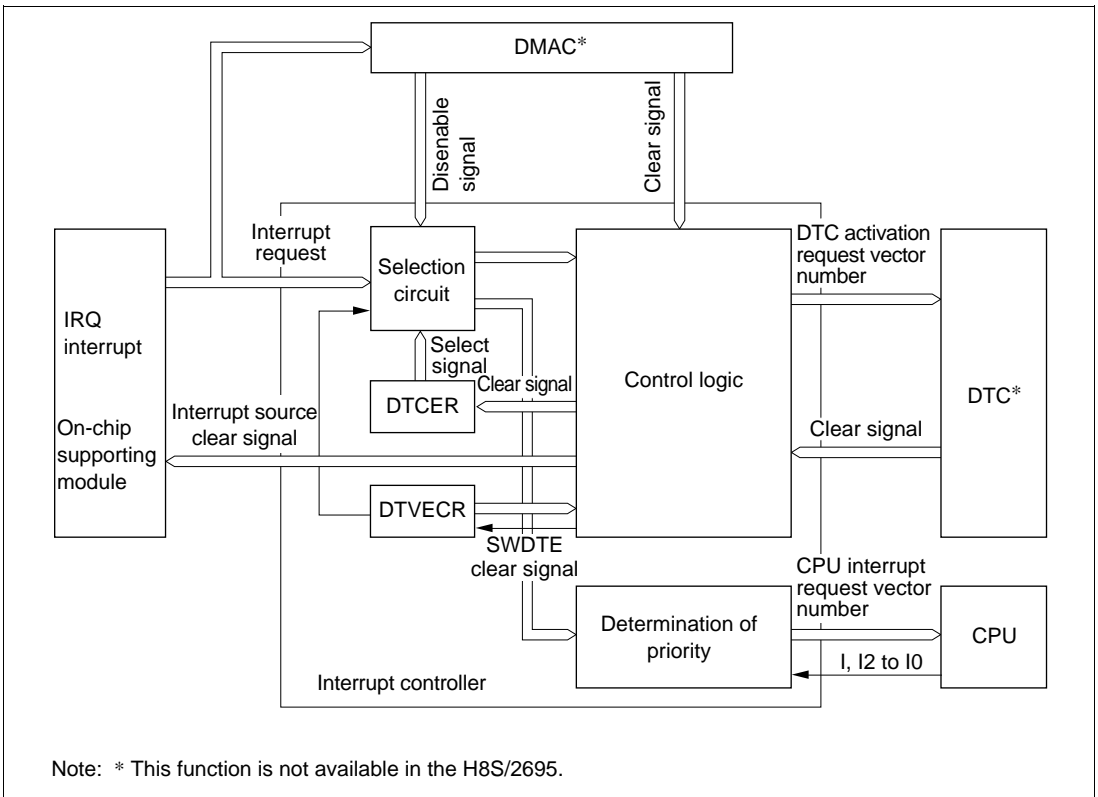 DMAC*
Disenable
signal
Clear signal
Interrupt
request
Selection
circuit
DTC activation
request vector
number
IRQ
interrupt
Select
signal
Clear signal
Control logic
DTCER
DTC*
Interrupt source
clear signal
On-chip
supporting
module
Clear signal
DTVECR
SWDTE
clear signal
CPU interrupt
request vector
number
Determination of
priority
CPU
I, I2 to I0
Interrupt controller
Note: * This function is not available in the H8S/2695.